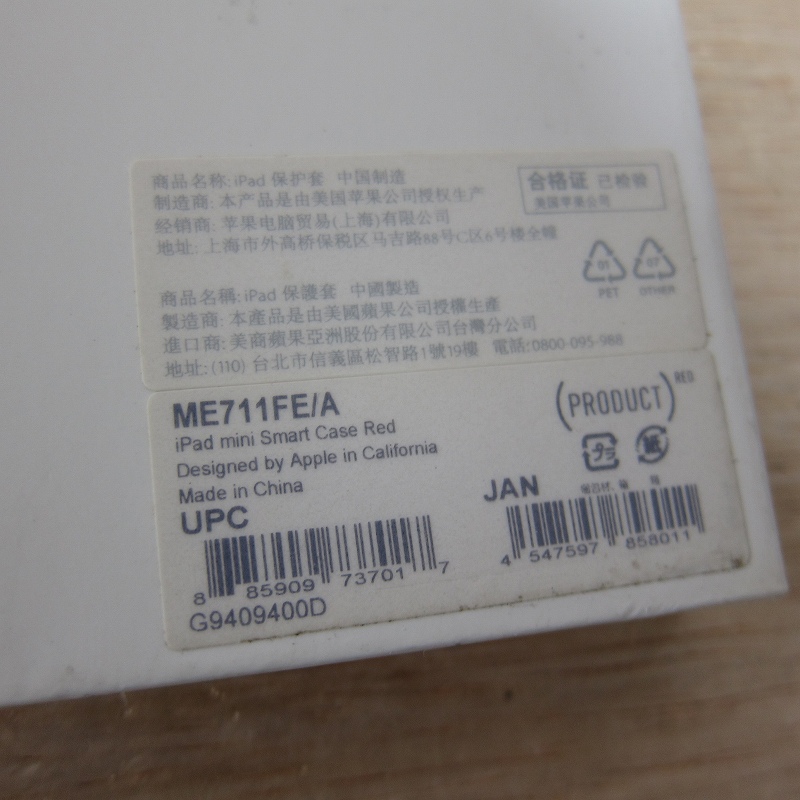 商品名称: iPad 保护套 中国制造
制造商: 本产品是由美国苹果公司授权生产
经销商: 苹果电脑贸易(上海)有限公司
地址: 上海市外高桥保税区马吉路88号C区6号楼全幢
合格证 已检验
美国苹果公司
01
PET
07
OTHER
商品名稱: iPad 保護套 中國製造
製造商: 本產品是由美國蘋果公司授權生產
進口商: 美商蘋果亞洲股份有限公司台灣分公司
地址: (110) 台北市信義區松智路1號19樓 電話:0800-095-988
ME711FE/A
iPad mini Smart Case Red
Designed by Apple in California
Made in China
(PRODUCT)RED
プラ
紙
UPC
8 85909 73701 7
G9409400D
JAN
4 547597 858011